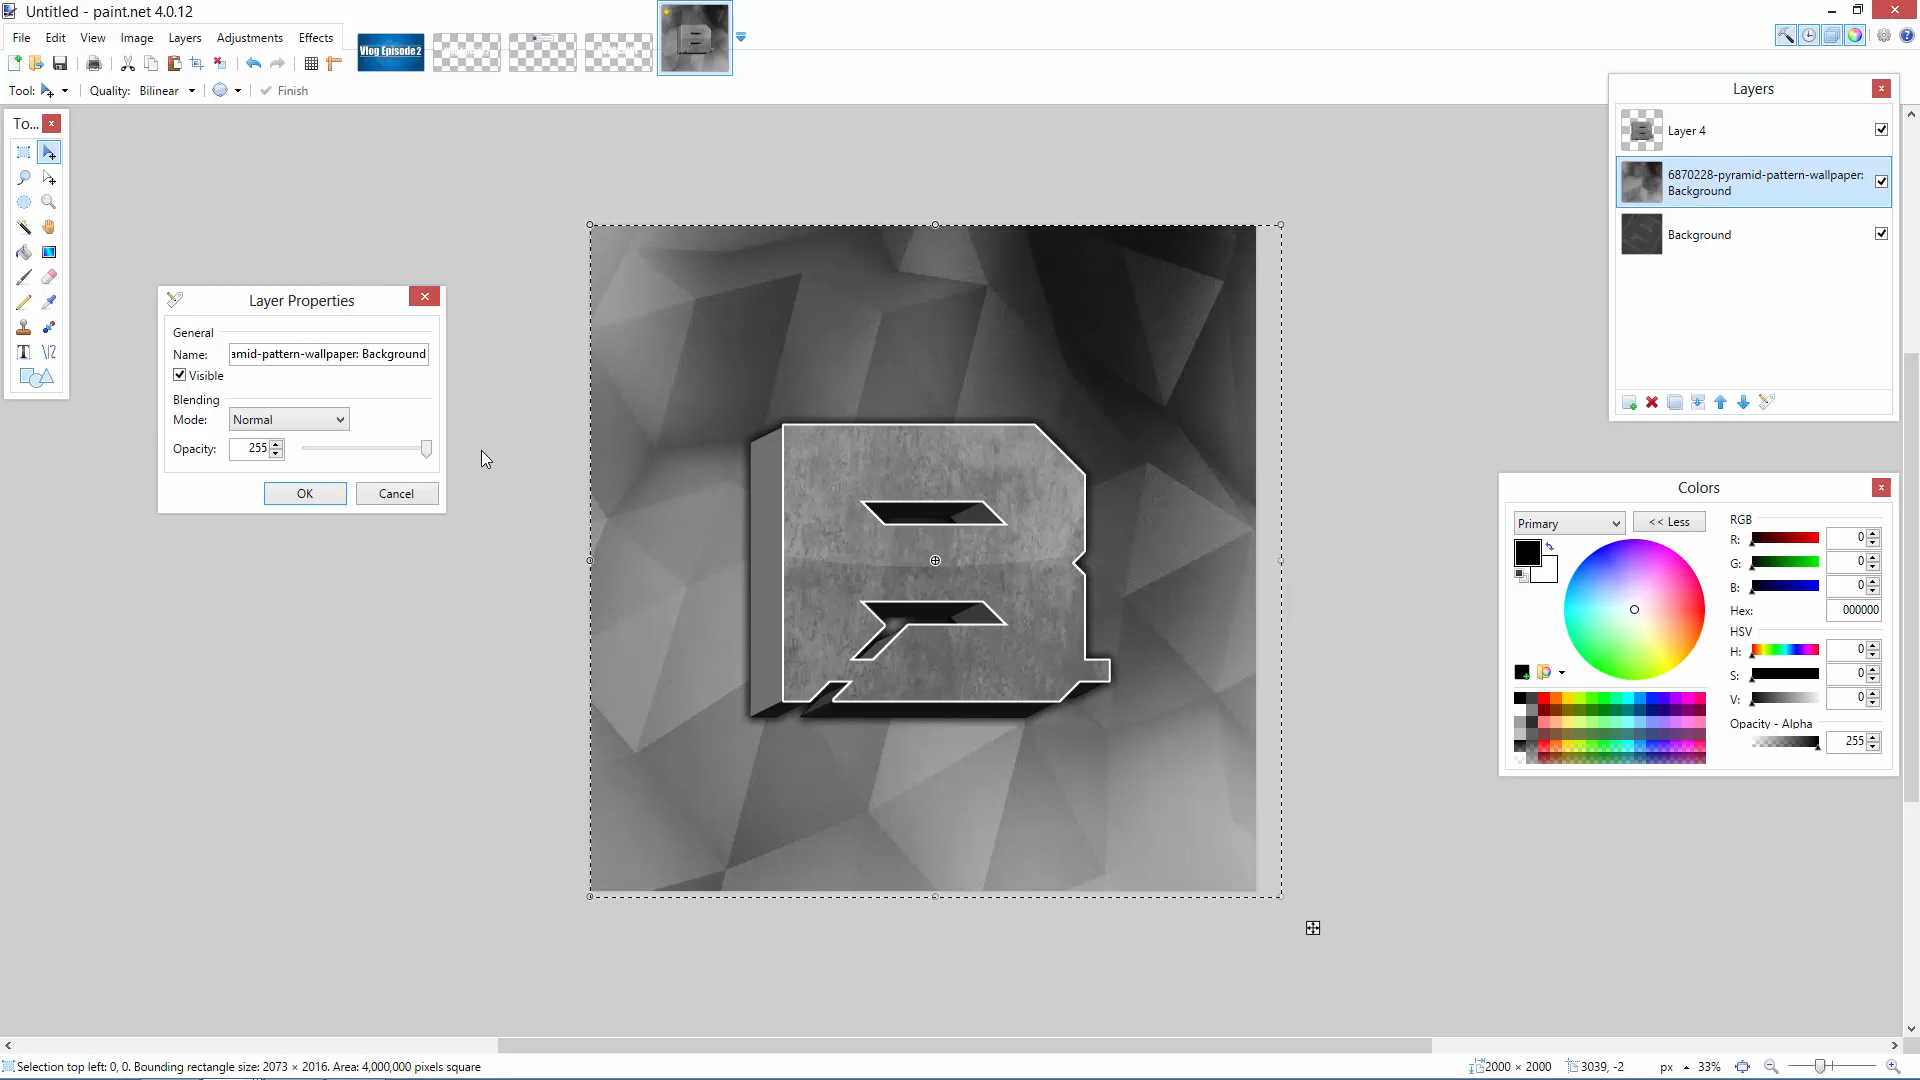 Untitled - paint.net 4.0.12
File Edit View Image Layers Adjustments Effects
Vlog Episode2
Tool: Quality: Bilinear Finish
To...
Layers
Layer 4
6870228-pyramid-pattern-wallpaper:
Background
Background
Layer Properties
General
Name: amid-pattern-wallpaper: Background
Visible
Blending
Mode: Normal
Opacity: 255
OK Cancel
Colors
Primary << Less
RGB
R: 0
G: 0
B: 0
Hex: 000000
HSV
H: 0
S: 0
V: 0
Opacity - Alpha
255
Selection top left: 0, 0. Bounding rectangle size: 2073 × 2016. Area: 4,000,000 pixels square
2000 × 2000 3039, -2 px 33%